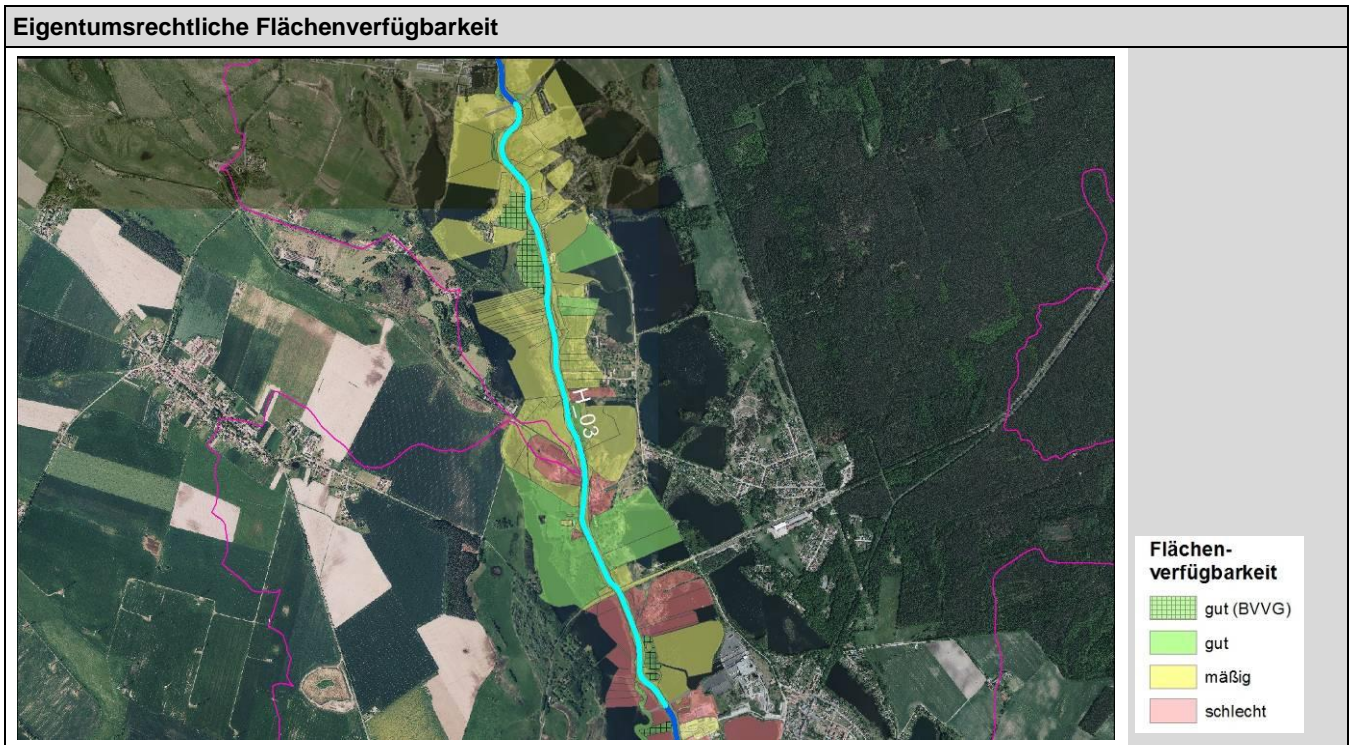 Eigentumsrechtliche Flächenverfügbarkeit
H_03
Flächen-
verfügbarkeit
gut (BVVG)
gut
mäßig
schlecht